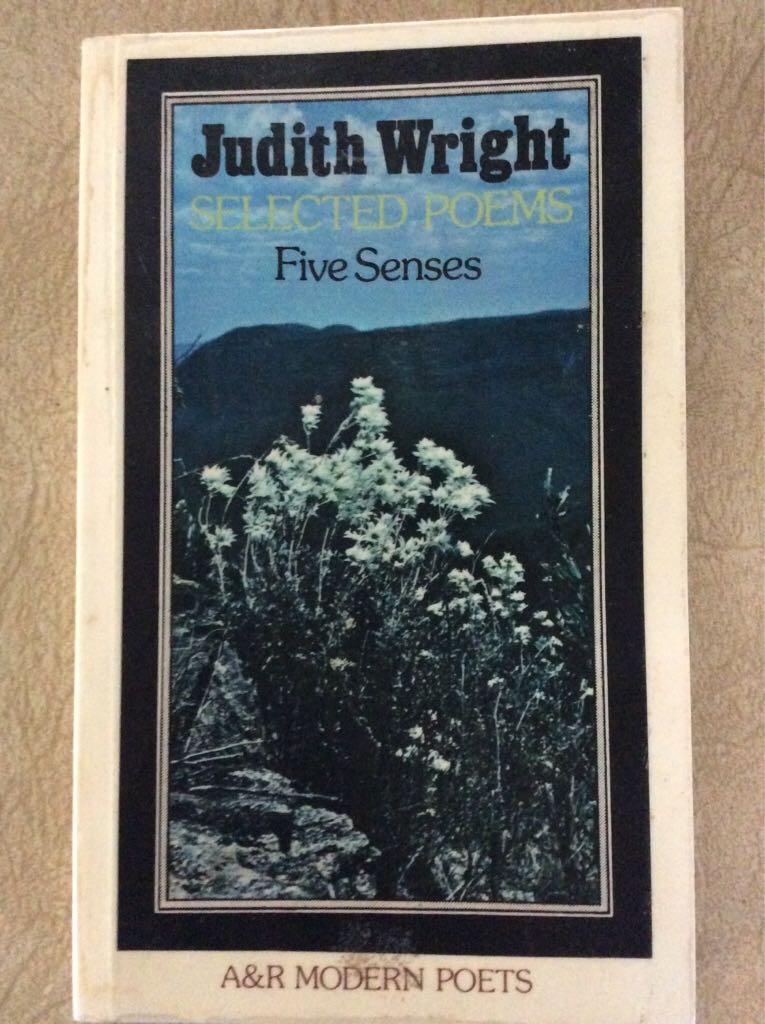 Judith Wright
SELECTED POEMS
Five Senses
A&R MODERN POETS